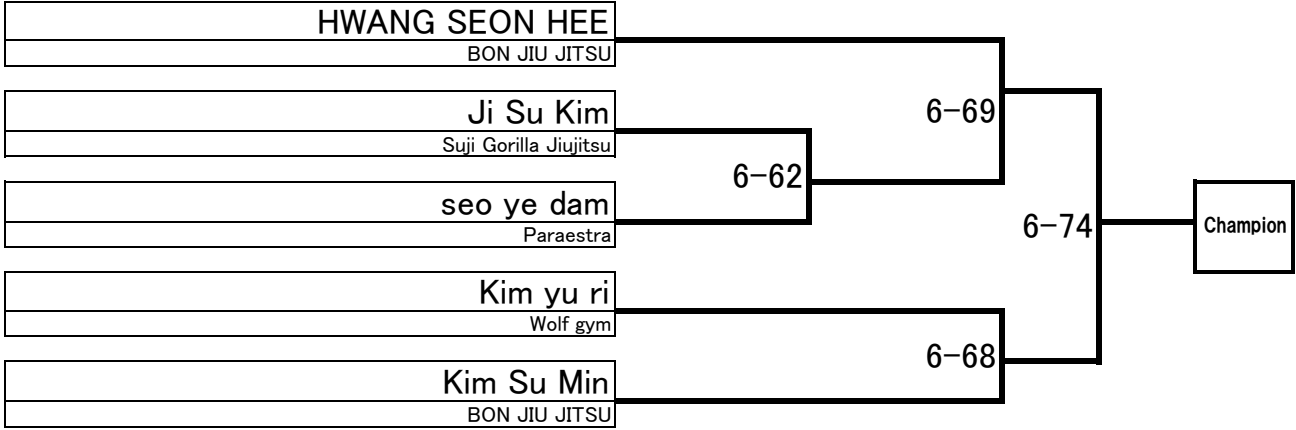 HWANG SEON HEE
BON JIU JITSU
Ji Su Kim
Suji Gorilla Jiujitsu
seo ye dam
Paraestra
Kim yu ri
Wolf gym
Kim Su Min
BON JIU JITSU
6-62
6-69
6-68
6-74
Champion